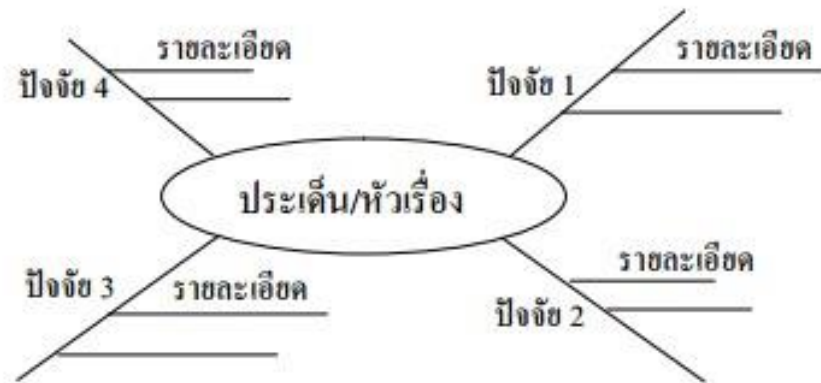 รายละเอียด
ปัจจัย 4
รายละเอียด
ปัจจัย 1
ประเด็น/หัวเรื่อง
ปัจจัย 3
รายละเอียด
รายละเอียด
ปัจจัย 2